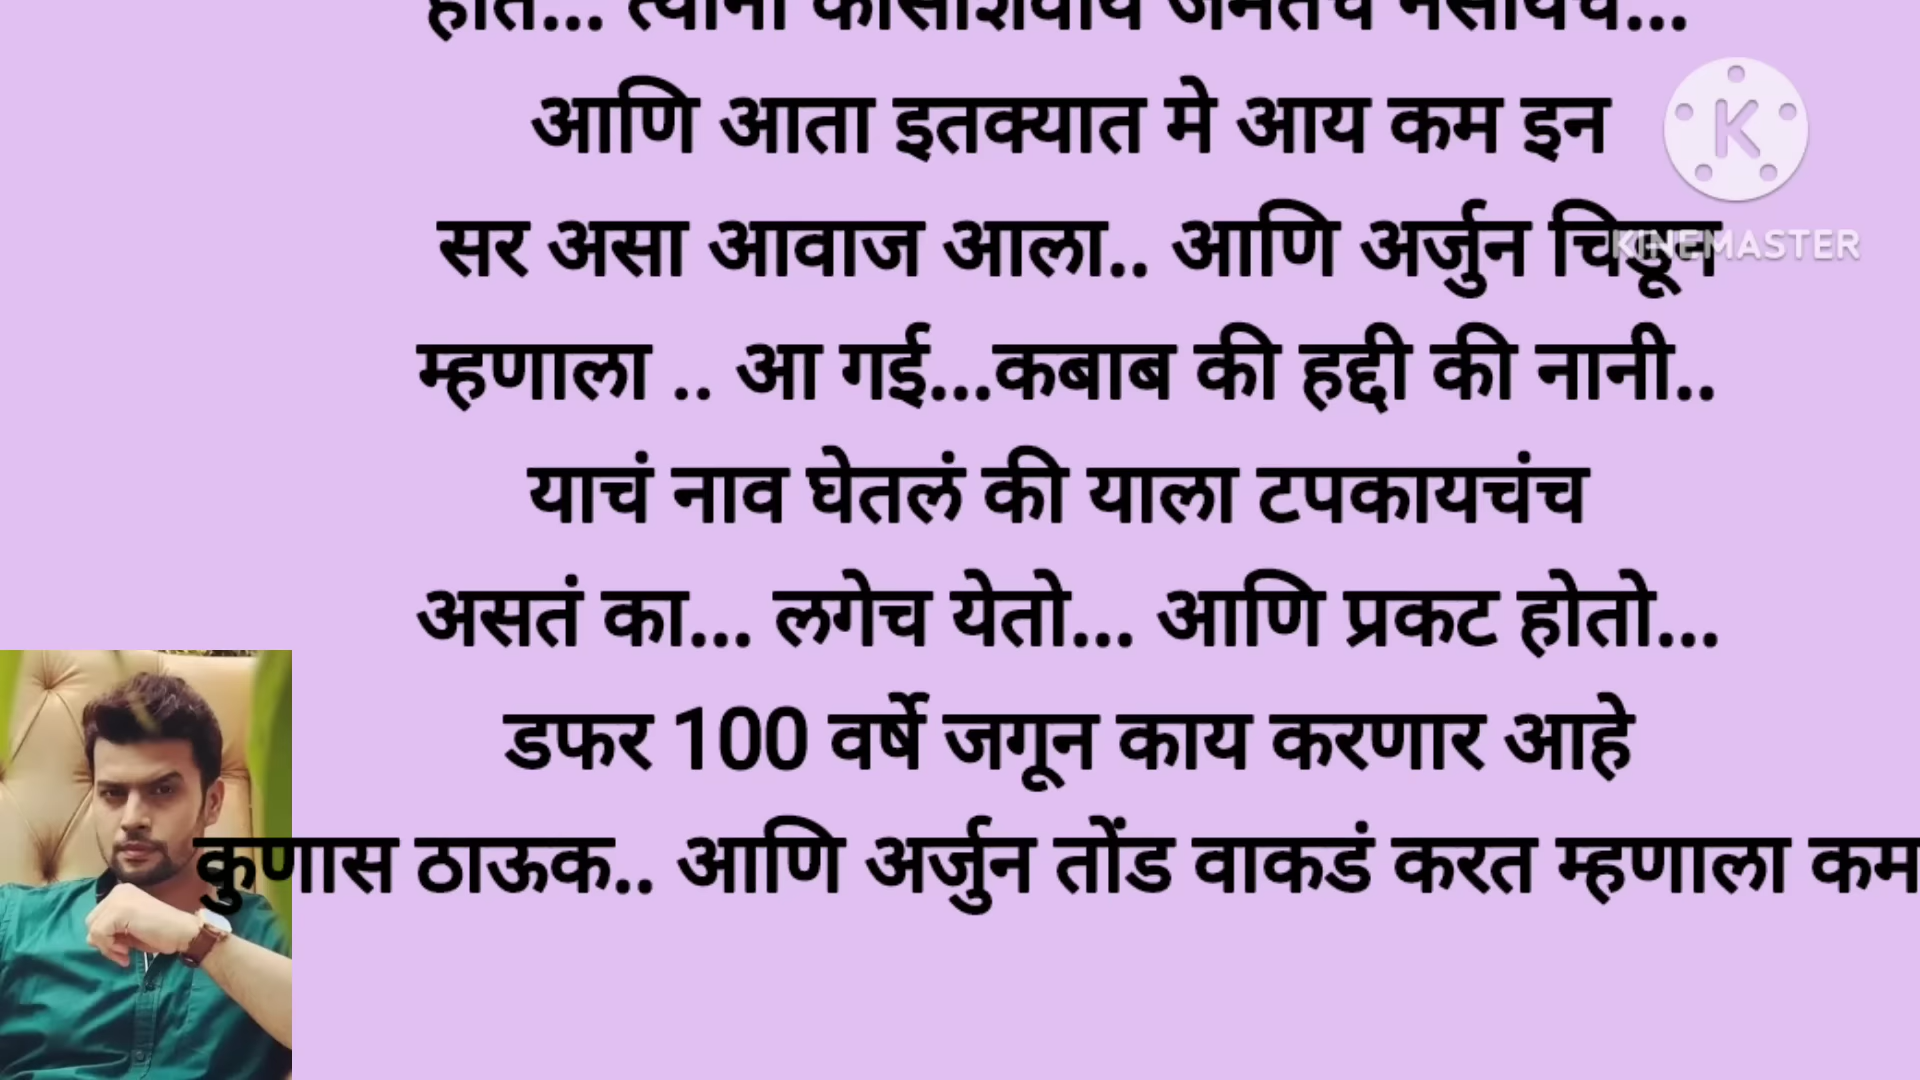 आणि आता इतक्यात मे आय कम इन
सर असा आवाज आला.. आणि अर्जुन चिडून
म्हणाला .. आ गई...कबाब की हद्दी की नानी..
याचं नाव घेतलं की याला टपकायचंच
असतं का... लगेच येतो... आणि प्रकट होतो...
डफर 100 वर्षे जगून काय करणार आहे
कुणास ठाऊक.. आणि अर्जुन तोंड वाकडं करत म्हणाला कम
K
KINEMASTER